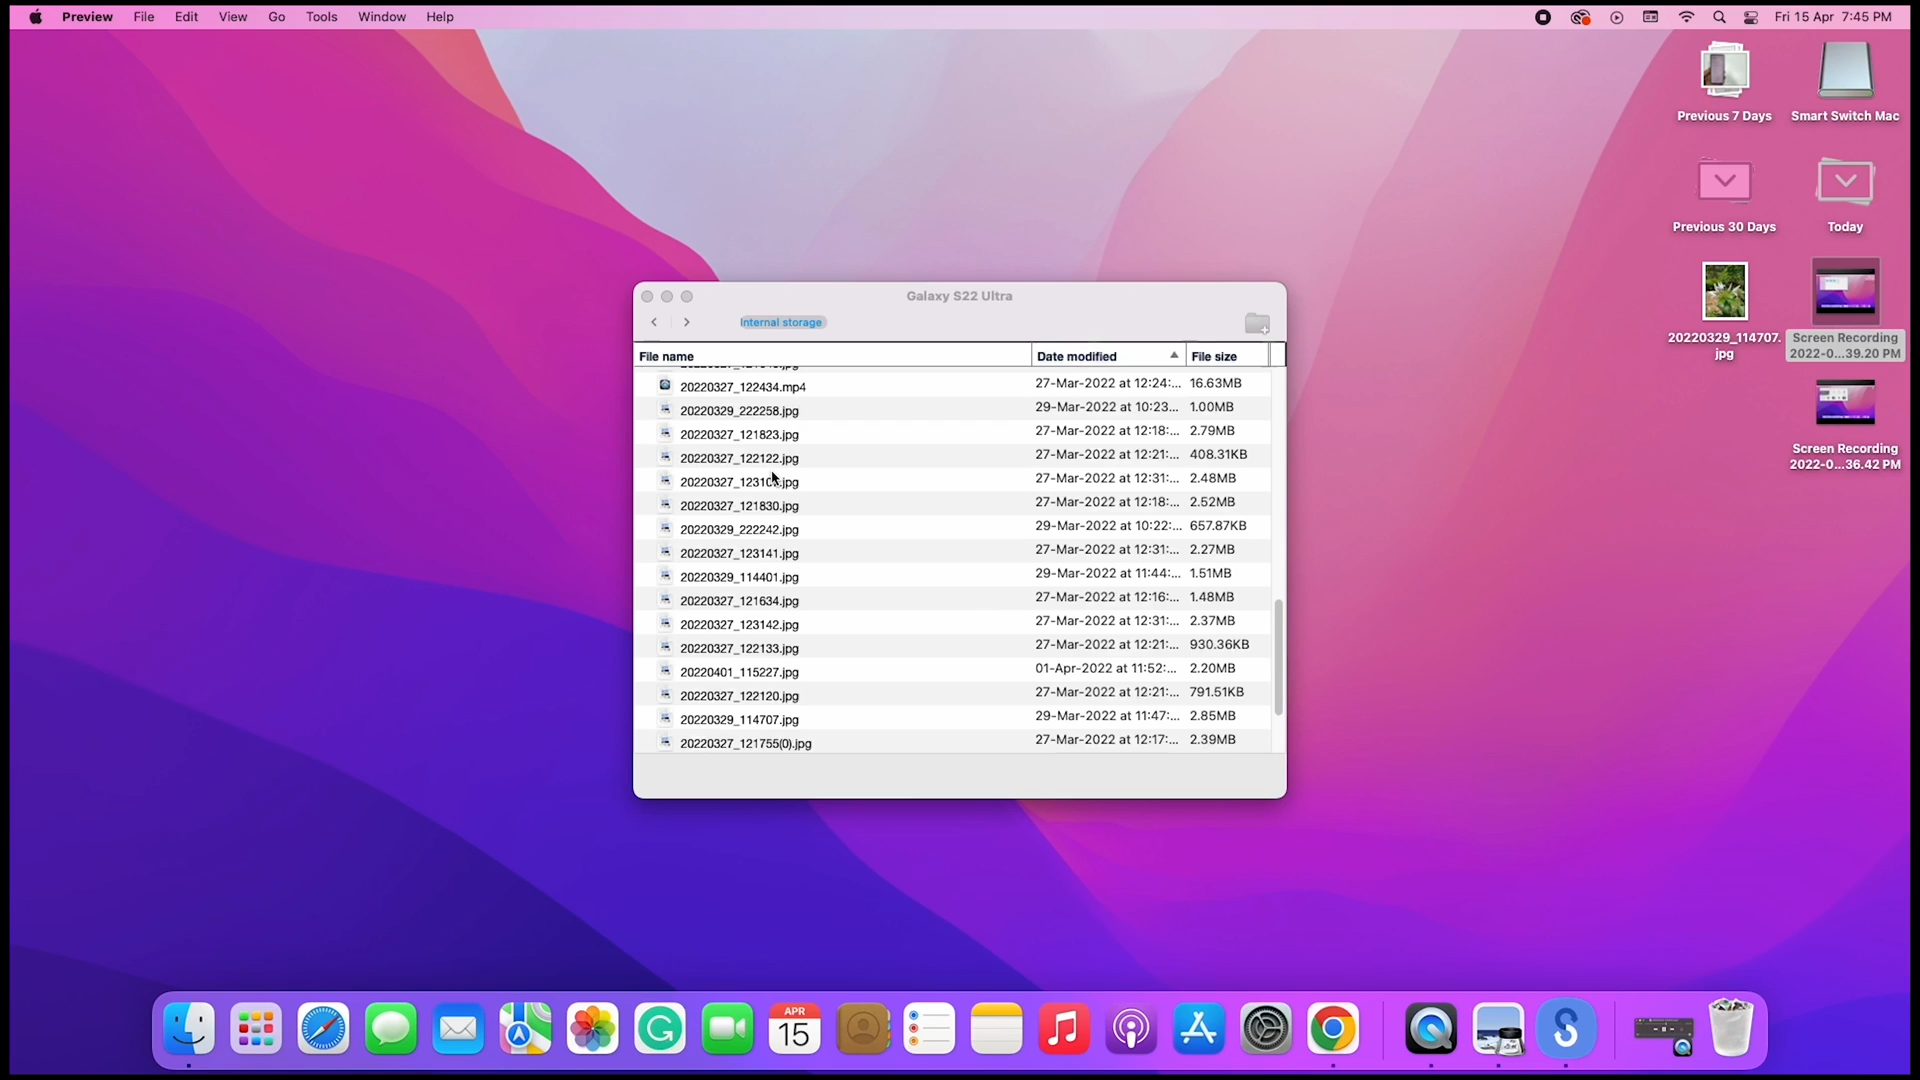 Preview File Edit View Go Tools Window Help
Fri 15 Apr 7:45 PM
Previous 7 Days
Smart Switch Mac
Previous 30 Days
Today
20220329_114707.
jpg
Screen Recording
2022-0...39.20 PM
Screen Recording
2022-0...36.42 PM
Galaxy S22 Ultra
Internal storage
File name Date modified File size
20220327_122434.mp4 27-Mar-2022 at 12:24:... 16.63MB
20220329_222258.jpg 29-Mar-2022 at 10:23... 1.00MB
20220327_121823.jpg 27-Mar-2022 at 12:18:... 2.79MB
20220327_122122.jpg 27-Mar-2022 at 12:21:... 408.31KB
27-Mar-2022 at 12:31:... 2.48MB
20220327_121830.jpg 27-Mar-2022 at 12:18:... 2.52MB
20220329_222242.jpg 29-Mar-2022 at 10:22:... 657.87KB
20220327_123141.jpg 27-Mar-2022 at 12:31:... 2.27MB
20220329_114401.jpg 29-Mar-2022 at 11:44:... 1.51MB
20220327_121634.jpg 27-Mar-2022 at 12:16:... 1.48MB
20220327_123142.jpg 27-Mar-2022 at 12:31:... 2.37MB
20220327_122133.jpg 27-Mar-2022 at 12:21:... 930.36KB
20220401_115227.jpg 01-Apr-2022 at 11:52:... 2.20MB
20220327_122120.jpg 27-Mar-2022 at 12:21:... 791.51KB
20220329_114707.jpg 29-Mar-2022 at 11:47:... 2.85MB
20220327_121755(0).jpg 27-Mar-2022 at 12:17:... 2.39MB
APR
15